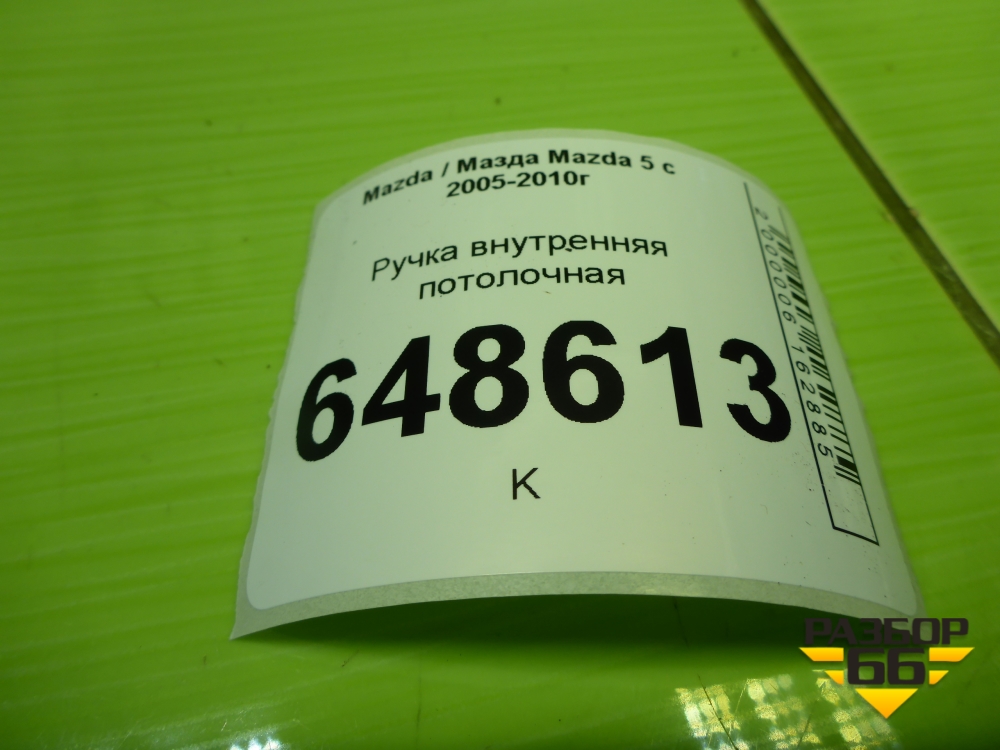 Mazda / Мазда Mazda 5 с
2005-2010г
Ручка внутренняя
потолочная
648613
К
2000006162885
РАЗБОР
66